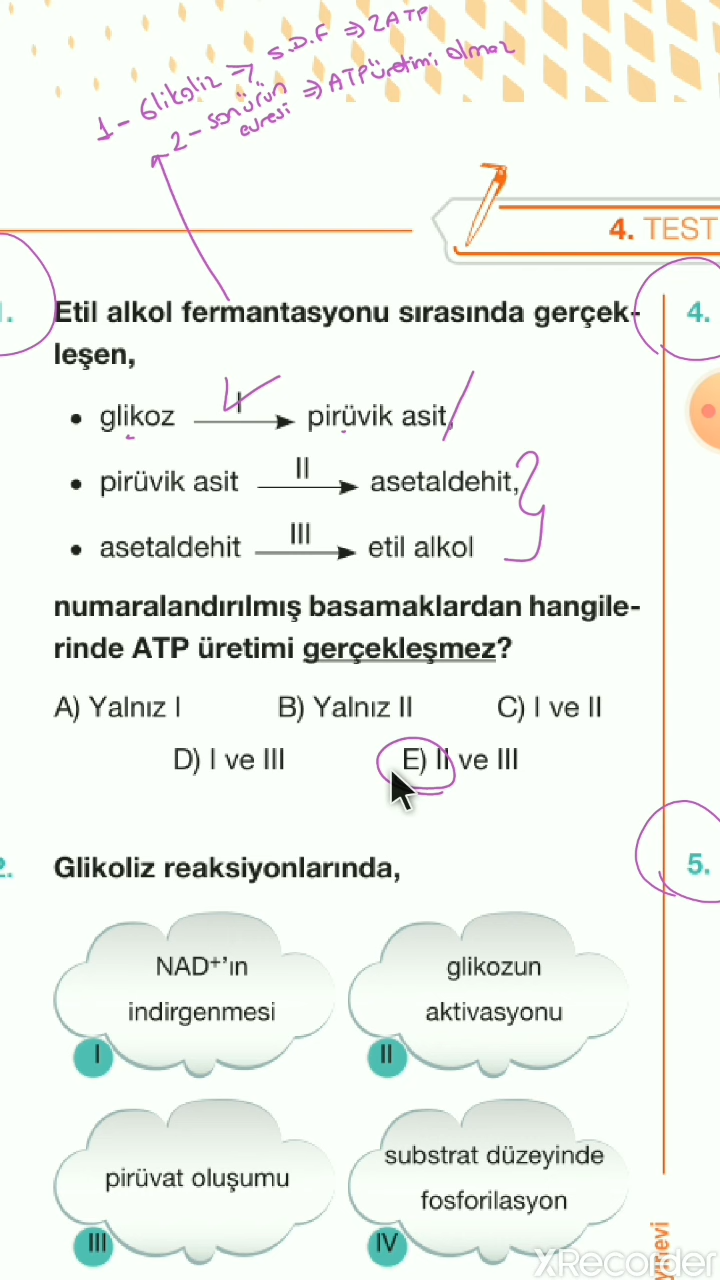 1- Glikoliz => S.D.F => 2ATP
2- son ürün => ATP üretimi olmaz
evresi
4. TEST
1.
Etil alkol fermantasyonu sırasında gerçek-
leşen,
• glikoz I pirüvik asit,
• pirüvik asit II asetaldehit,
• asetaldehit III etil alkol
numaralandırılmış basamaklardan hangile-
rinde ATP üretimi gerçekleşmez?
A) Yalnız I B) Yalnız II C) I ve II
D) I ve III E) II ve III
2. Glikoliz reaksiyonlarında,
NAD⁺'ın
indirgenmesi
I
glikozun
aktivasyonu
II
pirüvat oluşumu
III
substrat düzeyinde
fosforilasyon
IV
4.
5.
XRecorder